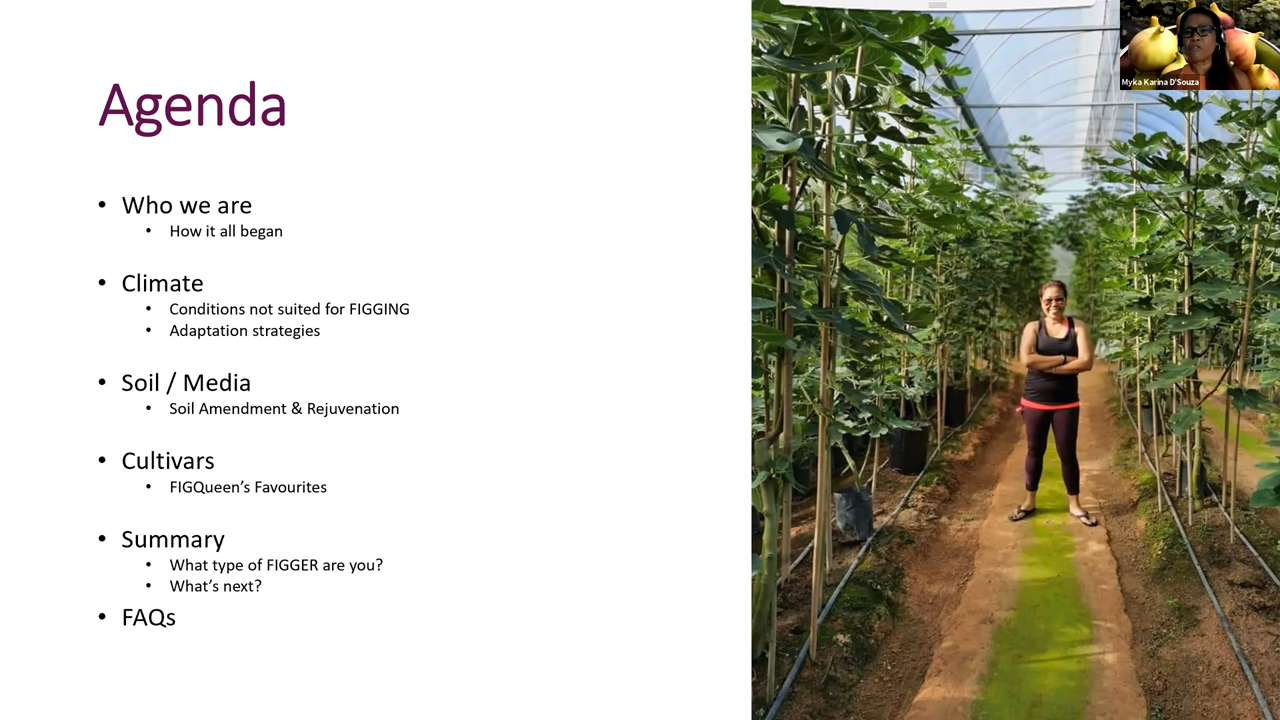 Agenda
• Who we are
• How it all began
• Climate
• Conditions not suited for FIGGING
• Adaptation strategies
• Soil / Media
• Soil Amendment & Rejuvenation
• Cultivars
• FIGQueen’s Favourites
• Summary
• What type of FIGGER are you?
• What’s next?
• FAQs
Myka Karina D'Souza